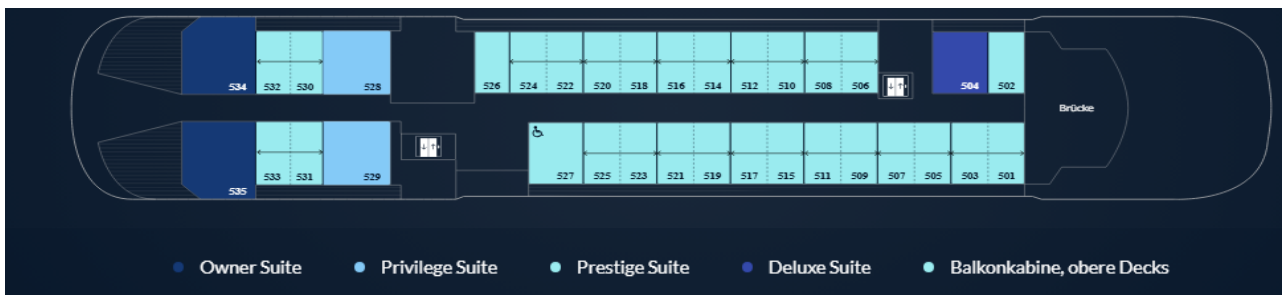 534 532 530 528 526 524 522 520 518 516 514 512 510 508 506 504 502
Brücke
527 525 523 521 519 517 515 511 509 507 505 503 501
533 531 529
535
Owner Suite Privilege Suite Prestige Suite Deluxe Suite Balkonkabine, obere Decks